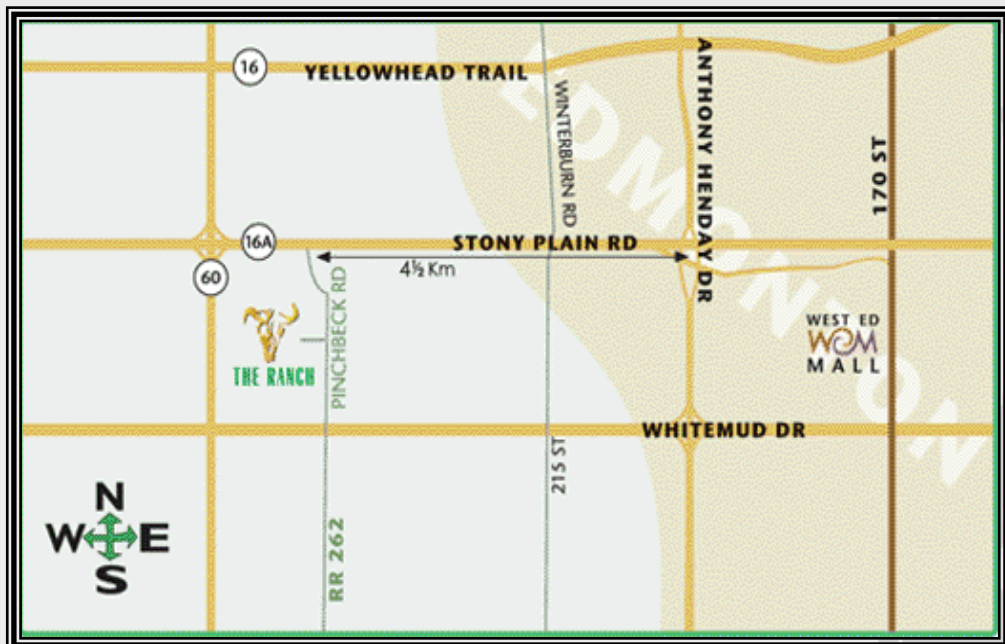 16
YELLOWHEAD TRAIL
WINTERBURN RD
ANTHONY HENDAY DR
EDMONTON
170 ST
16A
STONY PLAIN RD
4½ Km
60
PINCHBECK RD
THE RANCH
WEST ED
WEM
MALL
WHITEMUD DR
215 ST
RR 262
N
W E
S